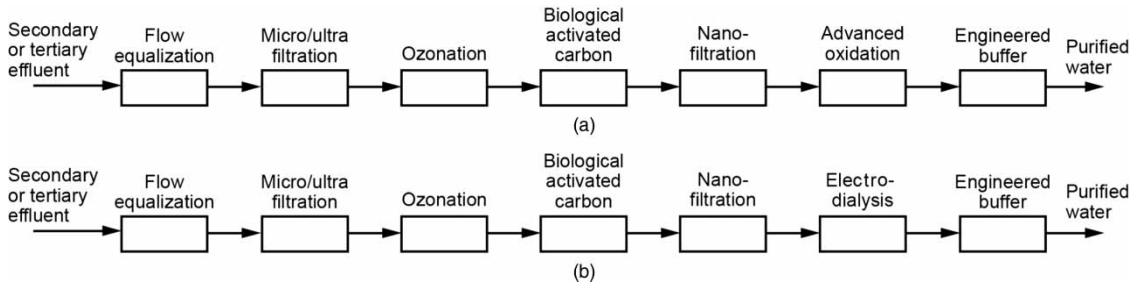 Secondary
or tertiary
effluent
Flow
equalization
Micro/ultra
filtration
Ozonation
Biological
activated
carbon
Nano-
filtration
Advanced
oxidation
Engineered
buffer
Purified
water
(a)
Secondary
or tertiary
effluent
Flow
equalization
Micro/ultra
filtration
Ozonation
Biological
activated
carbon
Nano-
filtration
Electro-
dialysis
Engineered
buffer
Purified
water
(b)